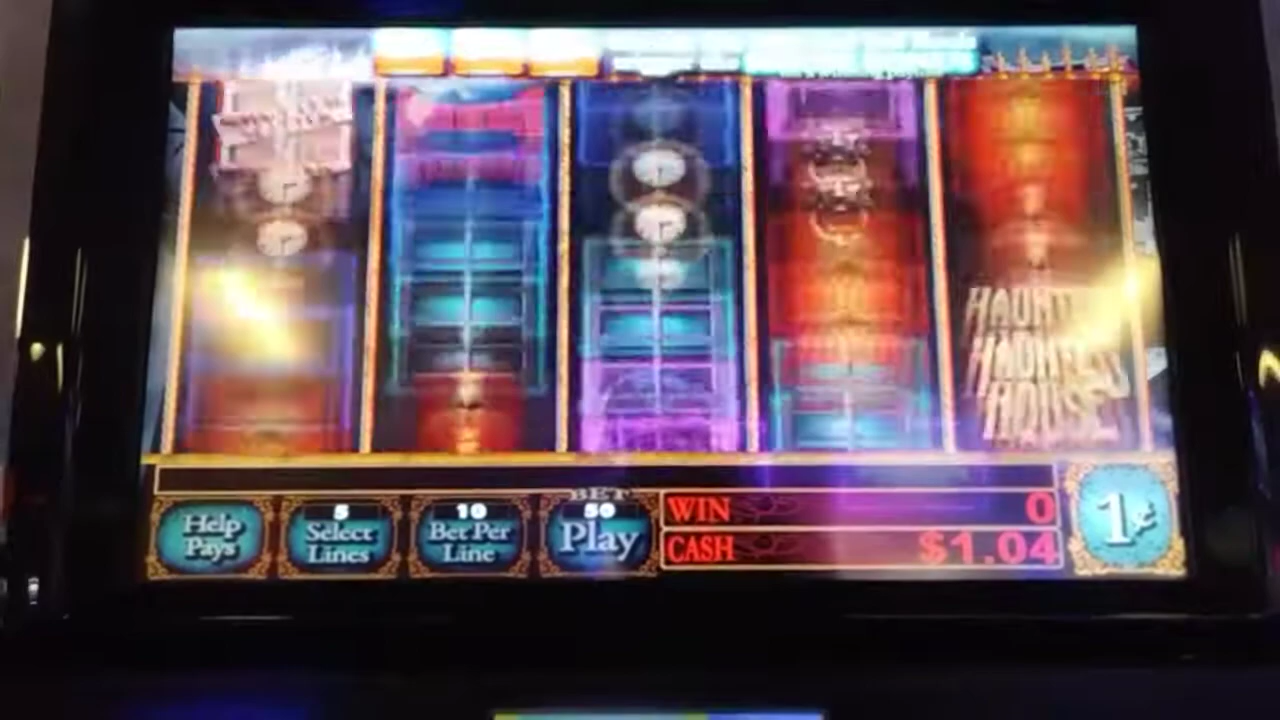 HAUNTED
HAUNTED
HOUSE
Help
Pays
5
Select
Lines
10
Bet Per
Line
BET
50
Play
WIN 0
CASH $1.04
1¢